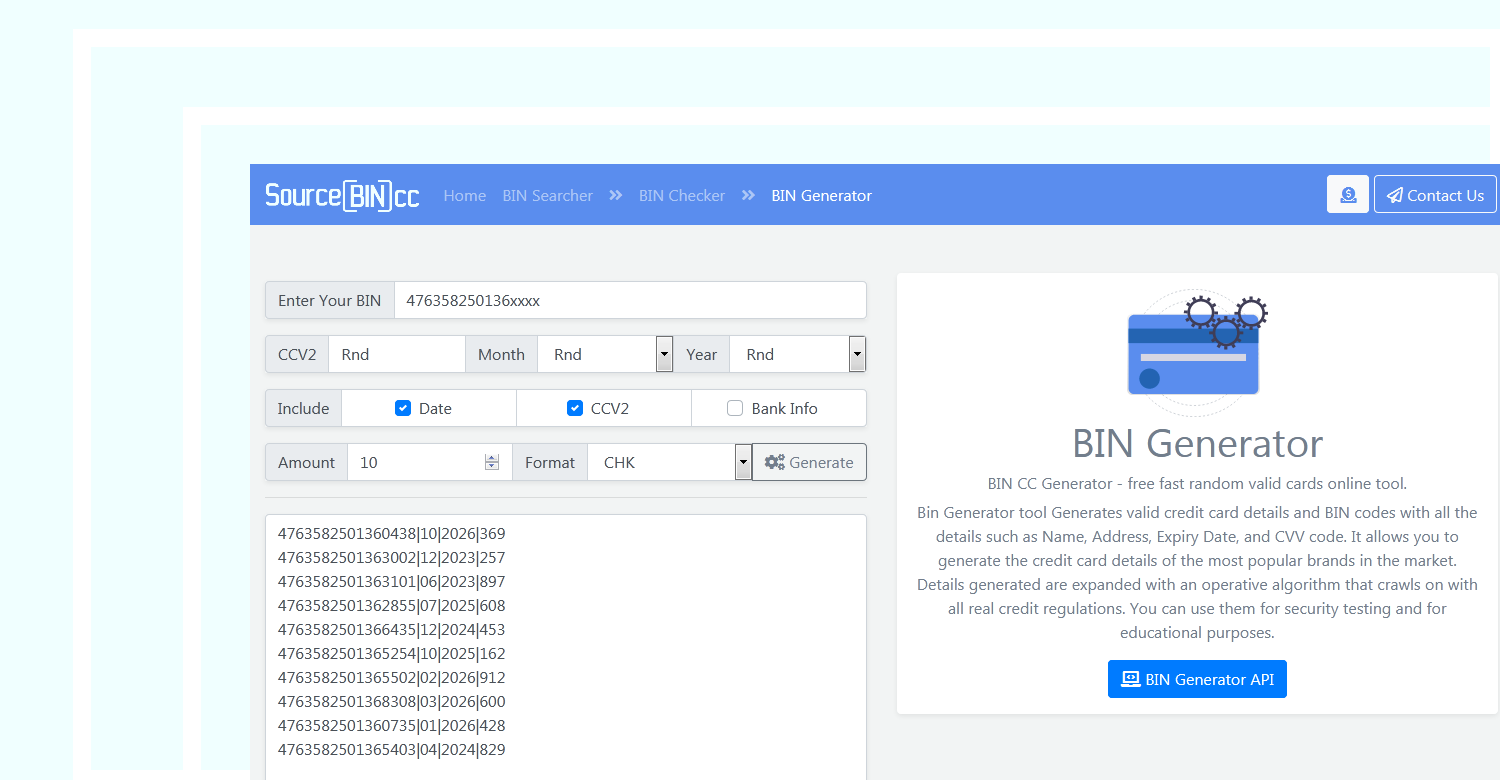 Source[BIN]cc Home BIN Searcher » BIN Checker » BIN Generator Contact Us
Enter Your BIN 476358250136xxxx
CCV2 Rnd Month Rnd Year Rnd
Include Date CCV2 Bank Info
Amount 10 Format CHK Generate
4763582501360438|10|2026|369
4763582501363002|12|2023|257
4763582501363101|06|2023|897
4763582501362855|07|2025|608
4763582501366435|12|2024|453
4763582501365254|10|2025|162
4763582501365502|02|2026|912
4763582501368308|03|2026|600
4763582501360735|01|2026|428
4763582501365403|04|2024|829
BIN Generator
BIN CC Generator - free fast random valid cards online tool.
Bin Generator tool Generates valid credit card details and BIN codes with all the
details such as Name, Address, Expiry Date, and CVV code. It allows you to
generate the credit card details of the most popular brands in the market.
Details generated are expanded with an operative algorithm that crawls on with
all real credit regulations. You can use them for security testing and for
educational purposes.
BIN Generator API